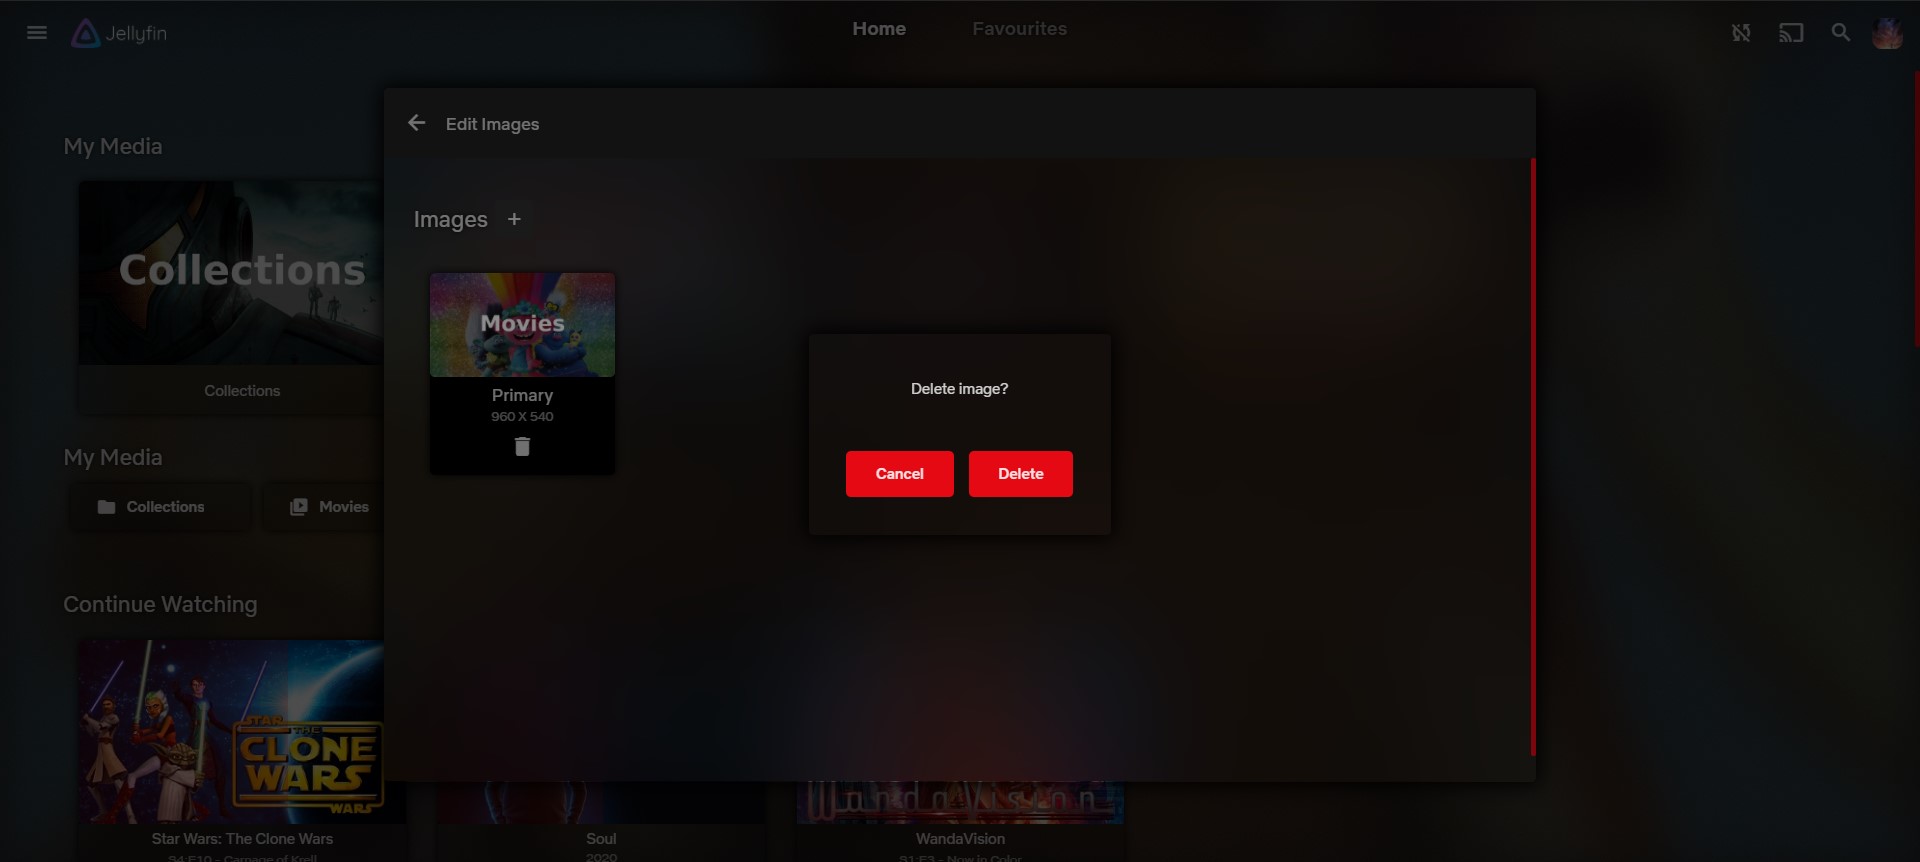 Jellyfin
Home
Favourites
Edit Images
My Media
Collections
Images +
Movies
Primary
960 X 540
Delete image?
Cancel
Delete
Collections
My Media
Collections
Movies
Continue Watching
STAR
THE
CLONE
WARS
WARS
WandaVision
Star Wars: The Clone Wars
S4:E10 - Carnage of Krell
Soul
2020
WandaVision
S1:E3 - Now in Color